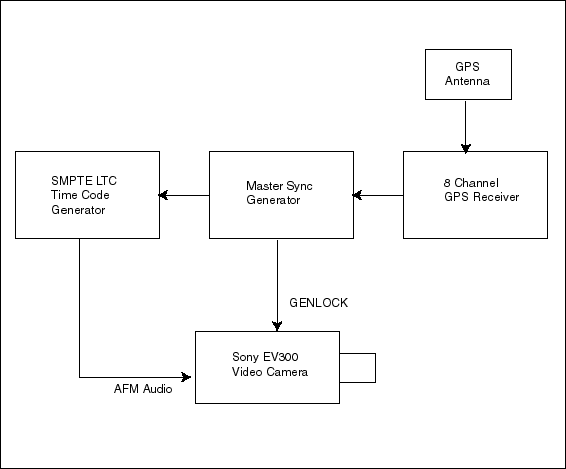 GPS
Antenna
SMPTE LTC
Time Code
Generator
Master Sync
Generator
8 Channel
GPS Receiver
GENLOCK
Sony EV300
Video Camera
AFM Audio